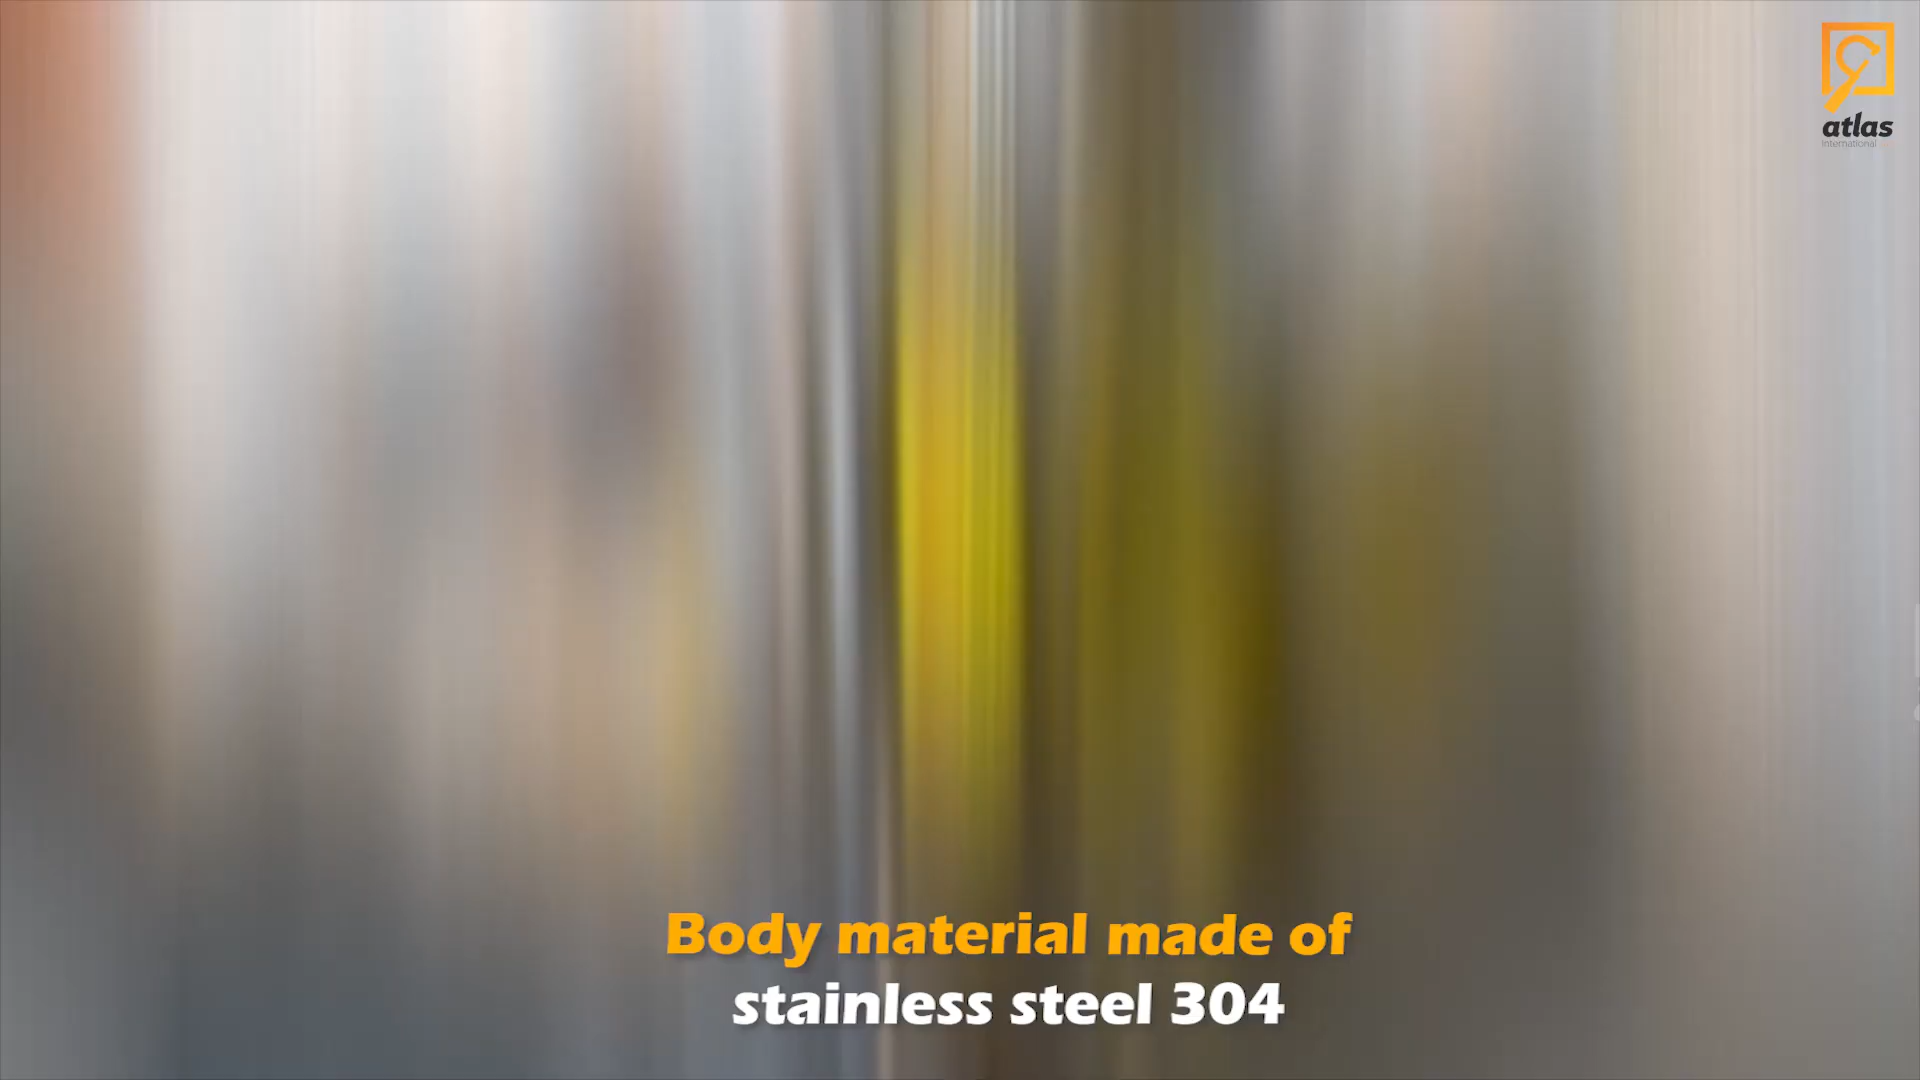 atlas
international
Body material made of
stainless steel 304